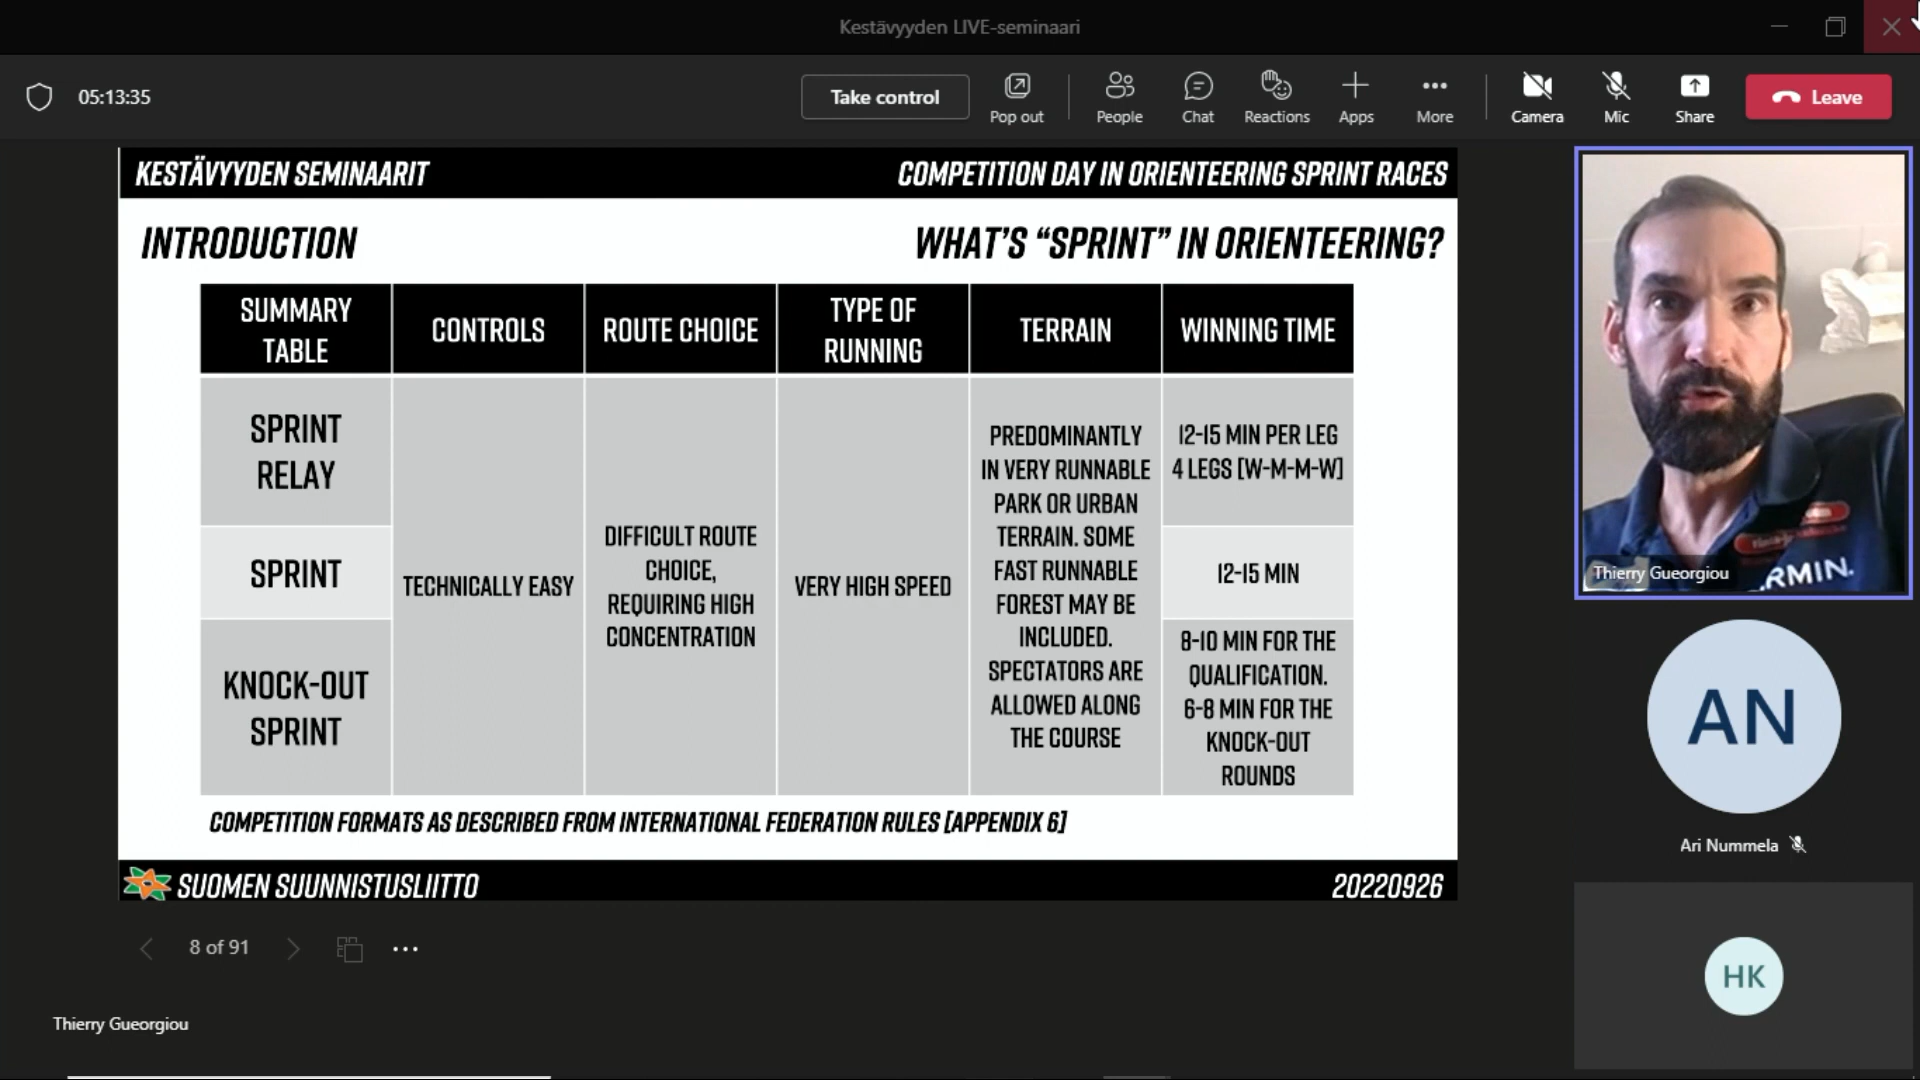 Kestävyyden LIVE-seminaari
05:13:35
Take control
Pop out
People
Chat
Reactions
Apps
More
Camera
Mic
Share
Leave
KESTÄVYYDEN SEMINAARIT
COMPETITION DAY IN ORIENTEERING SPRINT RACES
INTRODUCTION
WHAT'S “SPRINT” IN ORIENTEERING?
SUMMARY
TABLE
CONTROLS
ROUTE CHOICE
TYPE OF
RUNNING
TERRAIN
WINNING TIME
SPRINT
RELAY
SPRINT
KNOCK-OUT
SPRINT
TECHNICALLY EASY
DIFFICULT ROUTE
CHOICE,
REQUIRING HIGH
CONCENTRATION
VERY HIGH SPEED
PREDOMINANTLY
IN VERY RUNNABLE
PARK OR URBAN
TERRAIN. SOME
FAST RUNNABLE
FOREST MAY BE
INCLUDED.
SPECTATORS ARE
ALLOWED ALONG
THE COURSE
12-15 MIN PER LEG
4 LEGS [W-M-M-W]
12-15 MIN
8-10 MIN FOR THE
QUALIFICATION.
6-8 MIN FOR THE
KNOCK-OUT
ROUNDS
COMPETITION FORMATS AS DESCRIBED FROM INTERNATIONAL FEDERATION RULES [APPENDIX 6]
SUOMEN SUUNNISTUSLIITTO
20220926
8 of 91
Thierry Gueorgiou
Thierry Gueorgiou
RMIN.
AN
Ari Nummela
HK